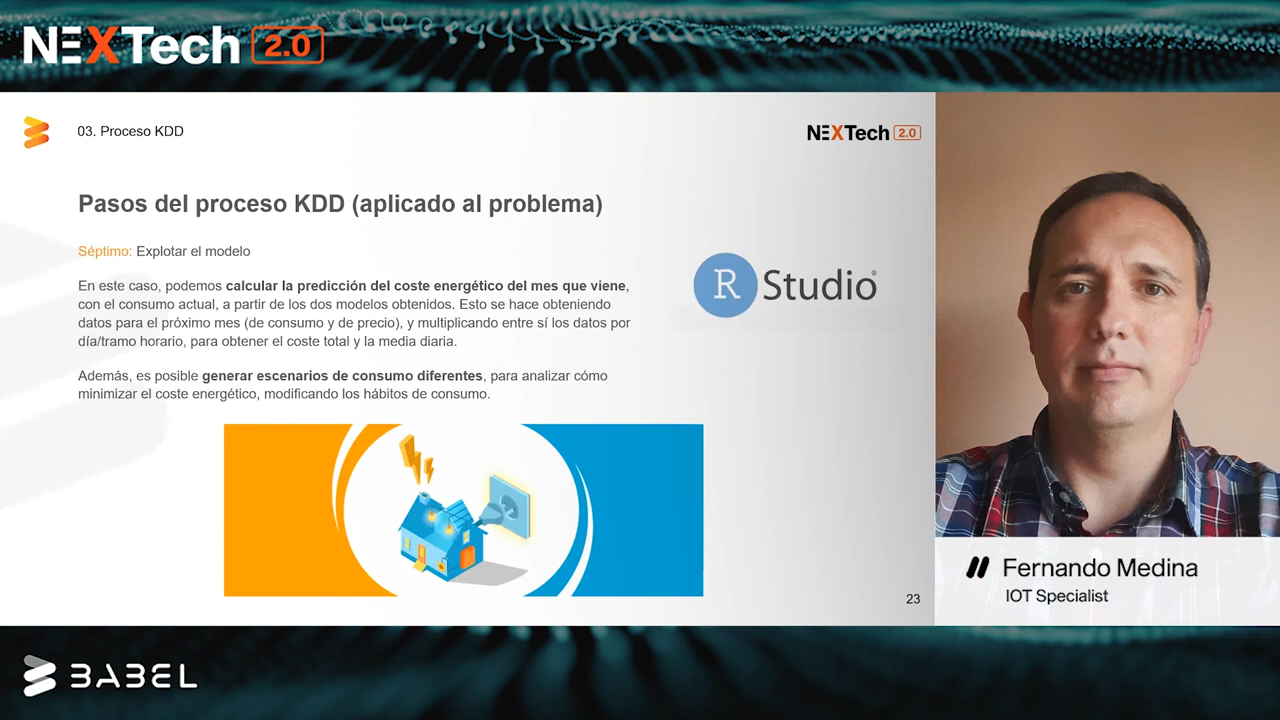 NEXTech 2.0
03. Proceso KDD
NEXTech 2.0
Pasos del proceso KDD (aplicado al problema)
Séptimo: Explotar el modelo
En este caso, podemos calcular la predicción del coste energético del mes que viene,
con el consumo actual, a partir de los dos modelos obtenidos. Esto se hace obteniendo
datos para el próximo mes (de consumo y de precio), y multiplicando entre sí los datos por
día/tramo horario, para obtener el coste total y la media diaria.
Además, es posible generar escenarios de consumo diferentes, para analizar cómo
minimizar el coste energético, modificando los hábitos de consumo.
R Studio®
23
Fernando Medina
IOT Specialist
BABEL